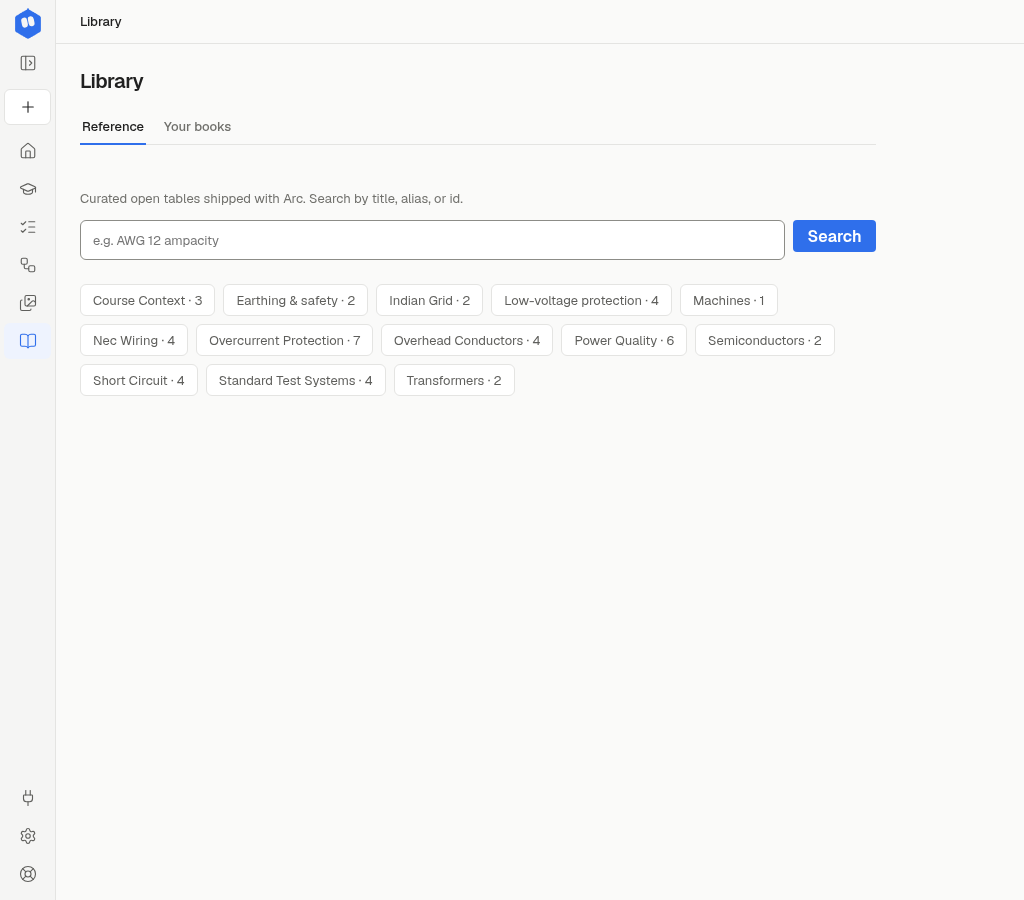 Library
Library
Reference Your books
Curated open tables shipped with Arc. Search by title, alias, or id.
e.g. AWG 12 ampacity Search
Course Context · 3 Earthing & safety · 2 Indian Grid · 2 Low-voltage protection · 4 Machines · 1
Nec Wiring · 4 Overcurrent Protection · 7 Overhead Conductors · 4 Power Quality · 6 Semiconductors · 2
Short Circuit · 4 Standard Test Systems · 4 Transformers · 2